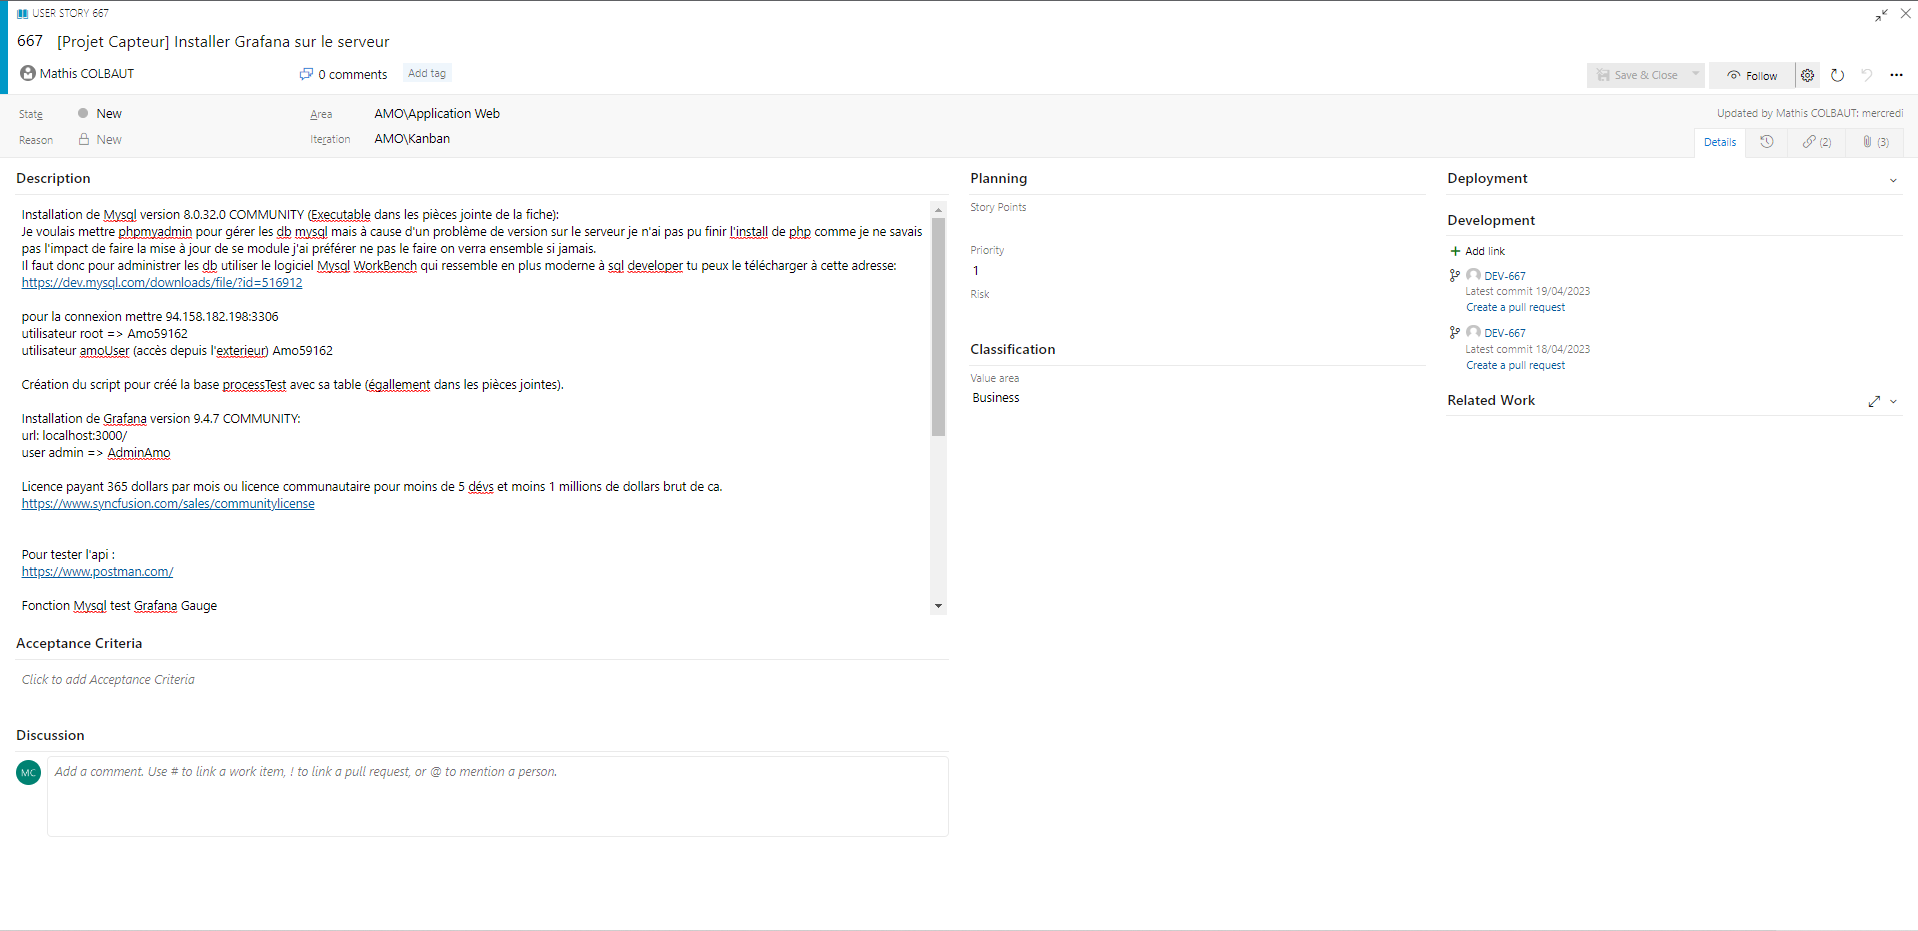 USER STORY 667
667 [Projet Capteur] Installer Grafana sur le serveur
Mathis COLBAUT
0 comments
Add tag
Save & Close
Follow
State
New
Area
AMO\Application Web
Updated by Mathis COLBAUT: mercredi
Reason
New
Iteration
AMO\Kanban
Details
(2)
(3)
Description
Installation de Mysql version 8.0.32.0 COMMUNITY (Executable dans les pièces jointe de la fiche):
Je voulais mettre phpmyadmin pour gérer les db mysql mais à cause d'un problème de version sur le serveur je n'ai pas pu finir l'install de php comme je ne savais
pas l'impact de faire la mise à jour de se module j'ai préférer ne pas le faire on verra ensemble si jamais.
Il faut donc pour administrer les db utiliser le logiciel Mysql WorkBench qui ressemble en plus moderne à sql developer tu peux le télécharger à cette adresse:
https://dev.mysql.com/downloads/file/?id=516912
pour la connexion mettre 94.158.182.198:3306
utilisateur root => Amo59162
utilisateur amoUser (accès depuis l'exterieur) Amo59162
Création du script pour créé la base processTest avec sa table (égallement dans les pièces jointes).
Installation de Grafana version 9.4.7 COMMUNITY:
url: localhost:3000/
user admin => AdminAmo
Licence payant 365 dollars par mois ou licence communautaire pour moins de 5 dévs et moins 1 millions de dollars brut de ca.
https://www.syncfusion.com/sales/communitylicense
Pour tester l'api :
https://www.postman.com/
Fonction Mysql test Grafana Gauge
Acceptance Criteria
Click to add Acceptance Criteria
Discussion
MC
Add a comment. Use # to link a work item, ! to link a pull request, or @ to mention a person.
Planning
Story Points
Priority
1
Risk
Classification
Value area
Business
Deployment
Development
Add link
DEV-667
Latest commit 19/04/2023
Create a pull request
DEV-667
Latest commit 18/04/2023
Create a pull request
Related Work